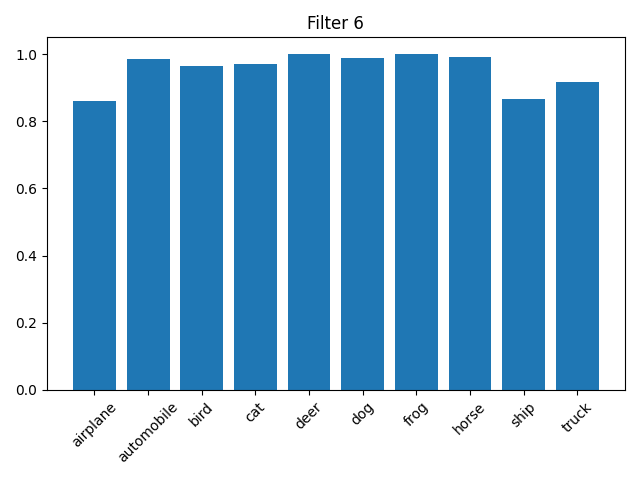 Filter 6
1.0
0.8
0.6
0.4
0.2
0.0
airplane
automobile
bird
cat
deer
dog
frog
horse
ship
truck